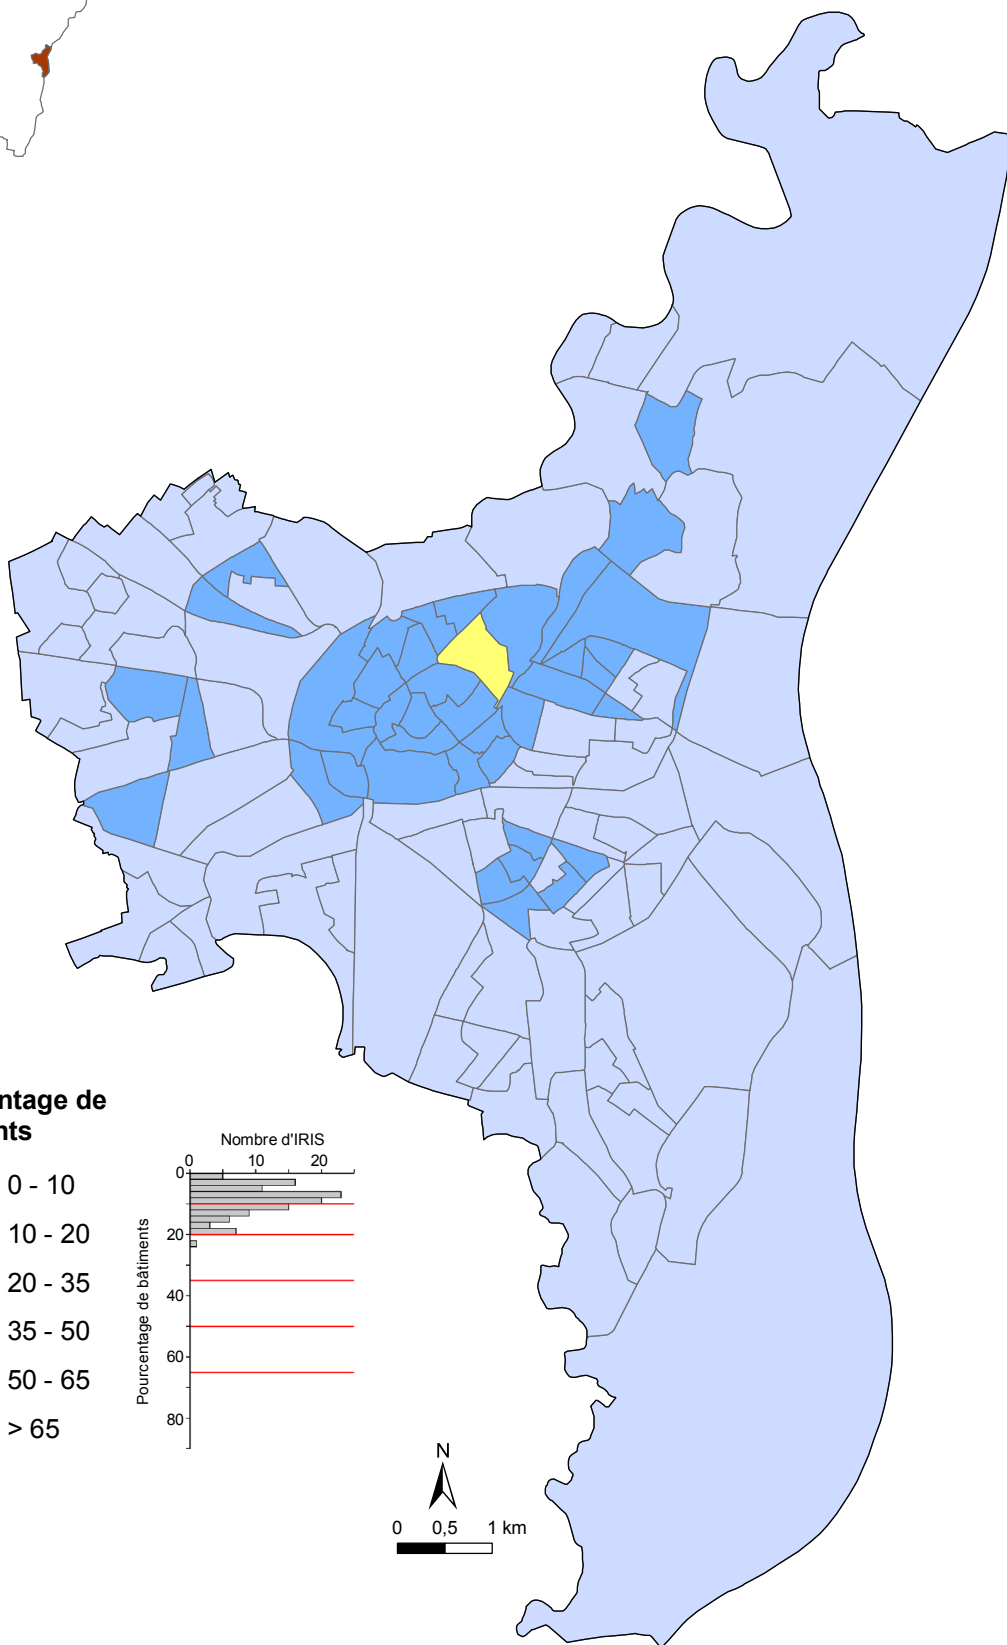 ntage de
nts
0 - 10
10 - 20
20 - 35
35 - 50
50 - 65
> 65
Nombre d'IRIS
0 10 20
0
20
40
60
80
Pourcentage de bâtiments
N
0 0,5 1 km